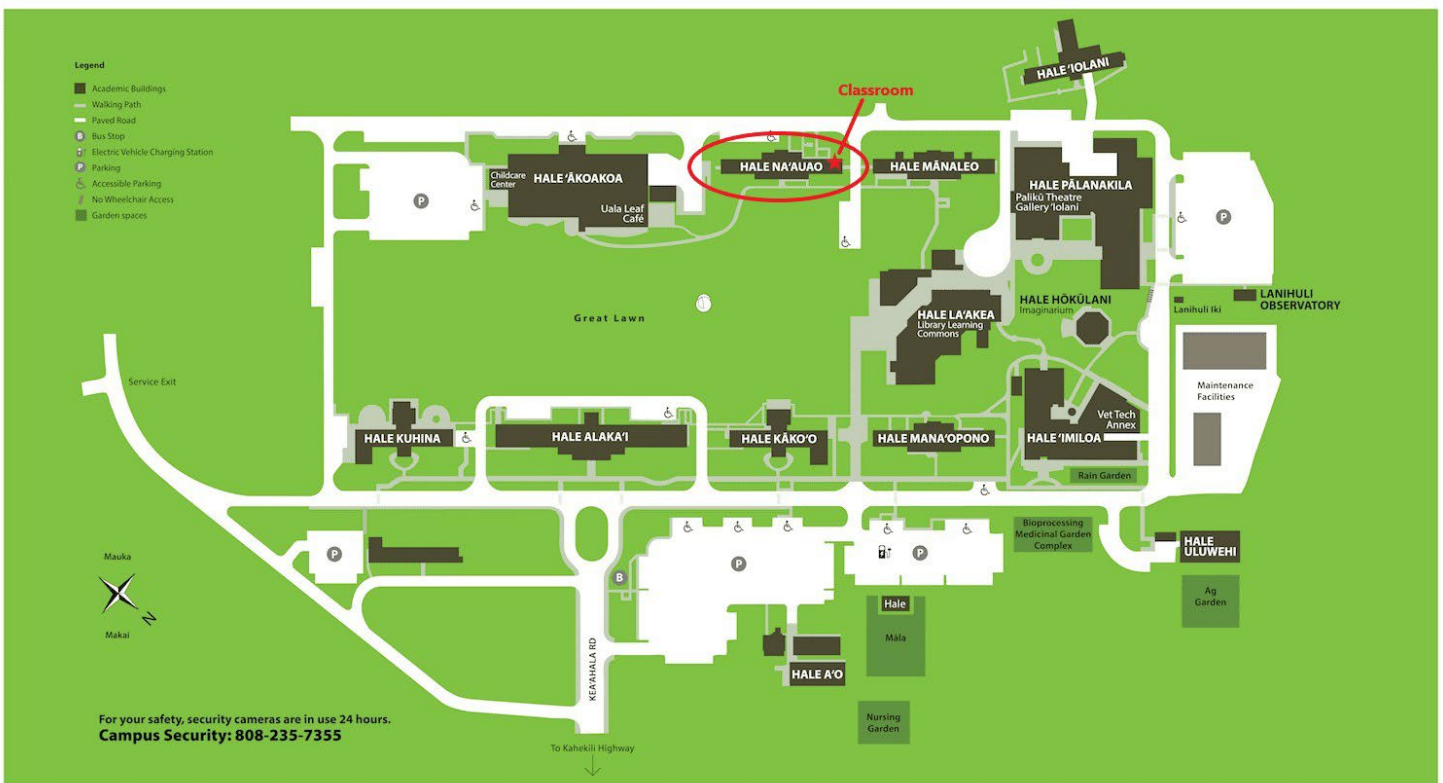 Legend
Academic Buildings
Walking Path
Paved Road
B
Bus Stop
Electric Vehicle Charging Station
P
Parking
Accessible Parking
No Wheelchair Access
Garden spaces
HALE ʻIOLANI
Classroom
HALE NAʻAUAO
HALE MĀNALEO
Childcare
Center
HALE ʻĀKOAKOA
Uala Leaf
Café
P
HALE PĀLANAKILA
Palikū Theatre
Gallery ʻIolani
P
LANIHULI
OBSERVATORY
Lanihuli Iki
HALE HŌKŪLANI
Imaginarium
HALE LAʻAKEA
Library Learning
Commons
Great Lawn
Maintenance
Facilities
Service Exit
HALE KUHINA
HALE ALAKAʻI
HALE KĀKOʻO
HALE MANAʻOPONO
HALE ʻIMILOA
Vet Tech
Annex
Rain Garden
Bioprocessing
Medicinal Garden
Complex
HALE
ULUWEHI
Ag
Garden
P
B
P
P
Hale
Māla
HALE AʻO
Nursing
Garden
KEAʻAHALA RD
Mauka
N
Makai
For your safety, security cameras are in use 24 hours.
Campus Security: 808-235-7355
To Kahekili Highway